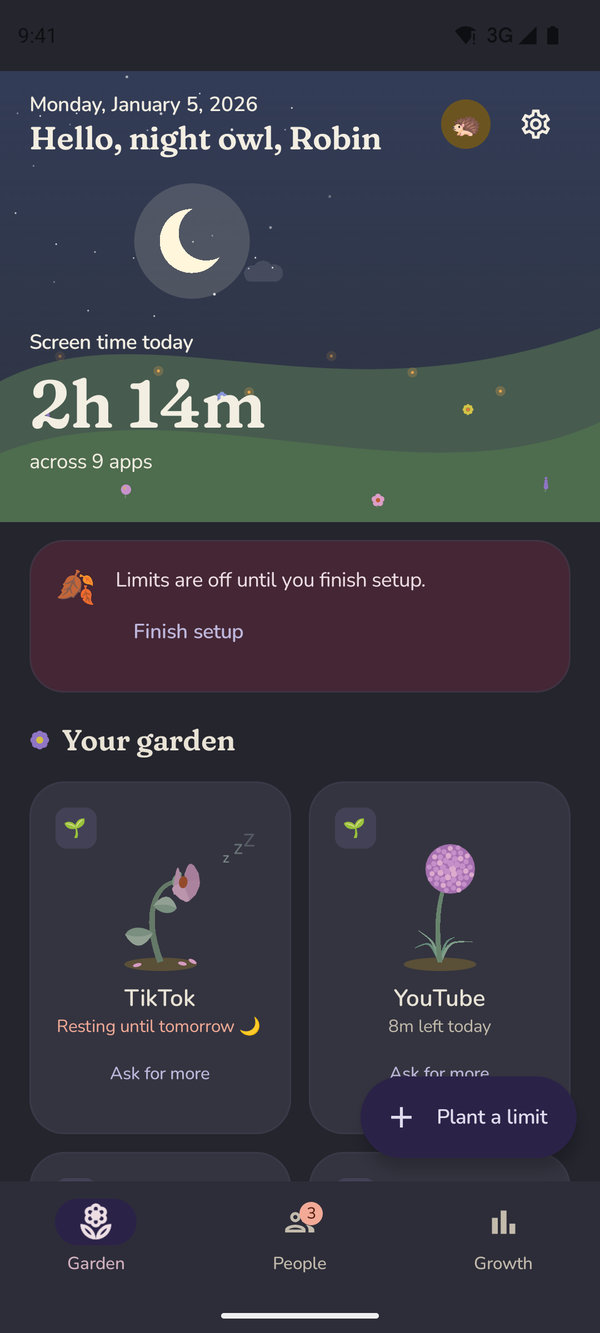 9:41
3G
Monday, January 5, 2026
Hello, night owl, Robin
Screen time today
2h 14m
across 9 apps
Limits are off until you finish setup.
Finish setup
Your garden
z z Z
TikTok
Resting until tomorrow
Ask for more
YouTube
8m left today
Ask for more
Plant a limit
3
Garden
People
Growth